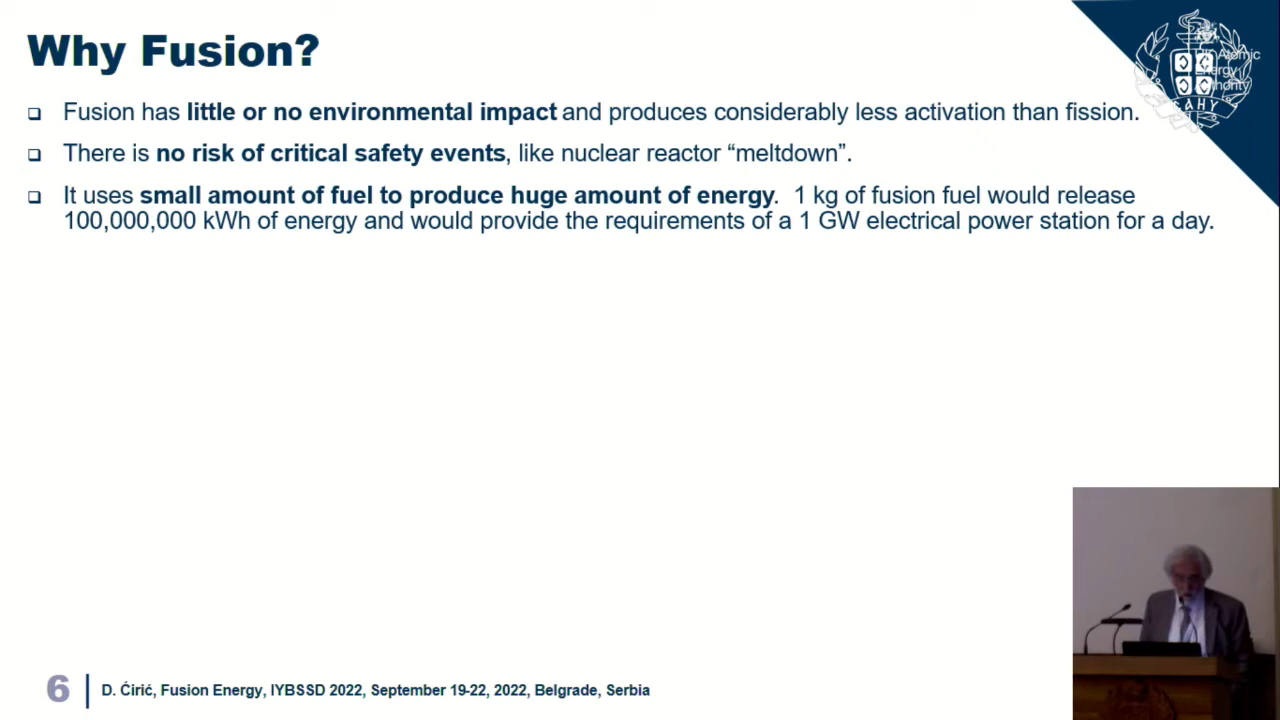 Why Fusion?
❑ Fusion has little or no environmental impact and produces considerably less activation than fission.
❑ There is no risk of critical safety events, like nuclear reactor “meltdown”.
❑ It uses small amount of fuel to produce huge amount of energy. 1 kg of fusion fuel would release
100,000,000 kWh of energy and would provide the requirements of a 1 GW electrical power station for a day.
САНУ
6
D. Ćirić, Fusion Energy, IYBSSD 2022, September 19-22, 2022, Belgrade, Serbia